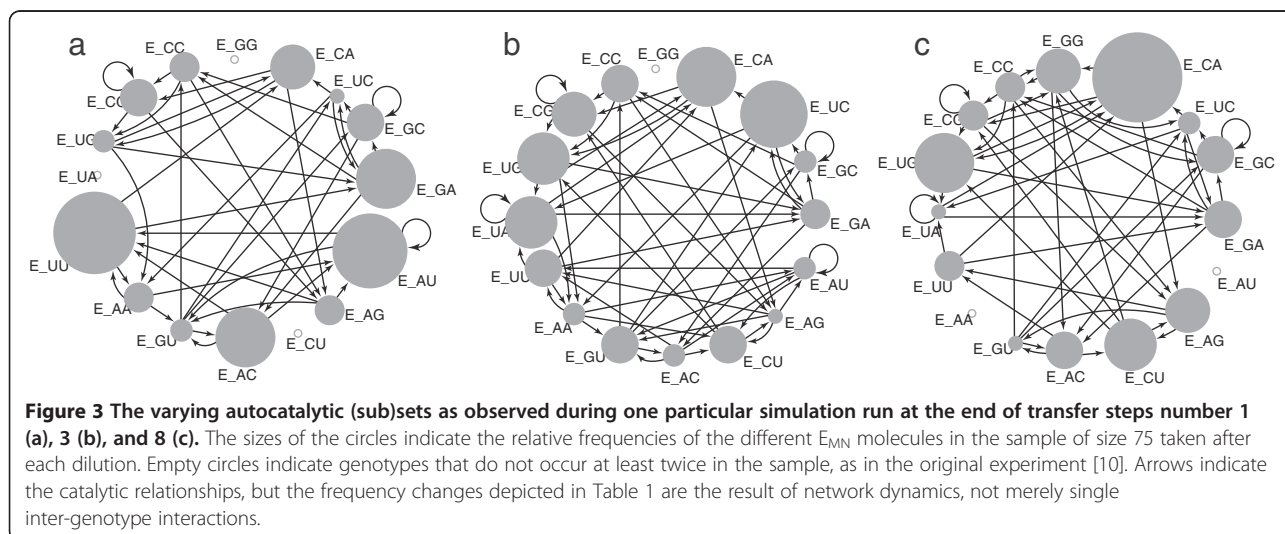 a
E_CC
E_GG
E_CA
E_UC
E_GC
E_GA
E_AU
E_AG
E_CU
E_AC
E_GU
E_AA
E_UU
E_UA
E_UG
E_CG
b
E_CC
E_GG
E_CA
E_UC
E_GC
E_GA
E_AU
E_AG
E_CU
E_AC
E_GU
E_AA
E_UU
E_UA
E_UG
E_CG
c
E_CC
E_GG
E_CA
E_UC
E_GC
E_GA
E_AU
E_AG
E_CU
E_AC
E_GU
E_AA
E_UU
E_UA
E_UG
E_CG
Figure 3 The varying autocatalytic (sub)sets as observed during one particular simulation run at the end of transfer steps number 1
(a), 3 (b), and 8 (c). The sizes of the circles indicate the relative frequencies of the different EMN molecules in the sample of size 75 taken after
each dilution. Empty circles indicate genotypes that do not occur at least twice in the sample, as in the original experiment [10]. Arrows indicate
the catalytic relationships, but the frequency changes depicted in Table 1 are the result of network dynamics, not merely single
inter-genotype interactions.